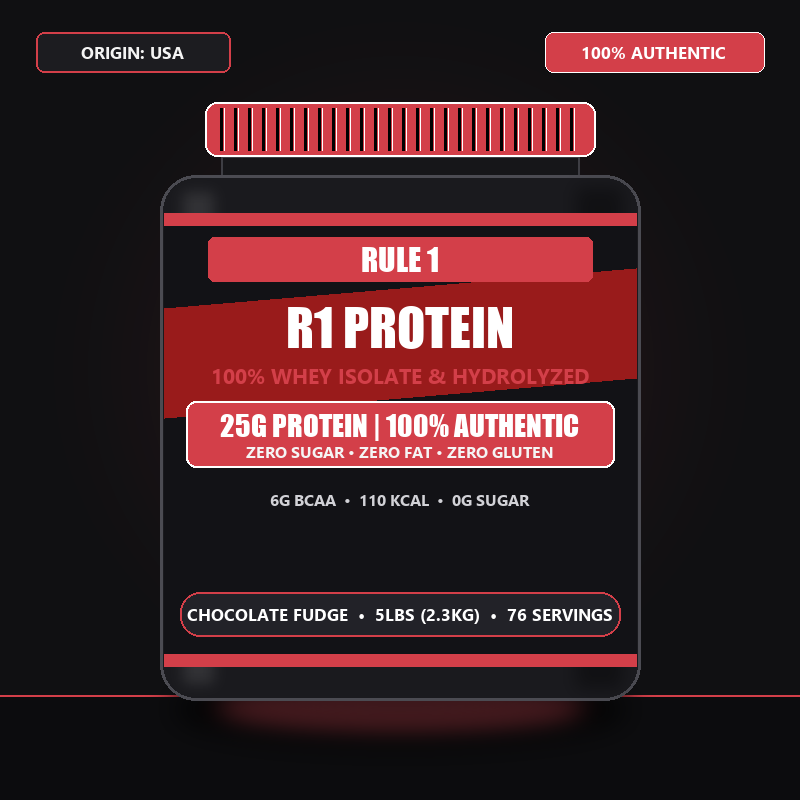 ORIGIN: USA
100% AUTHENTIC
RULE 1
R1 PROTEIN
100% WHEY ISOLATE & HYDROLYZED
25G PROTEIN | 100% AUTHENTIC
ZERO SUGAR • ZERO FAT • ZERO GLUTEN
6G BCAA • 110 KCAL • 0G SUGAR
CHOCOLATE FUDGE • 5LBS (2.3KG) • 76 SERVINGS